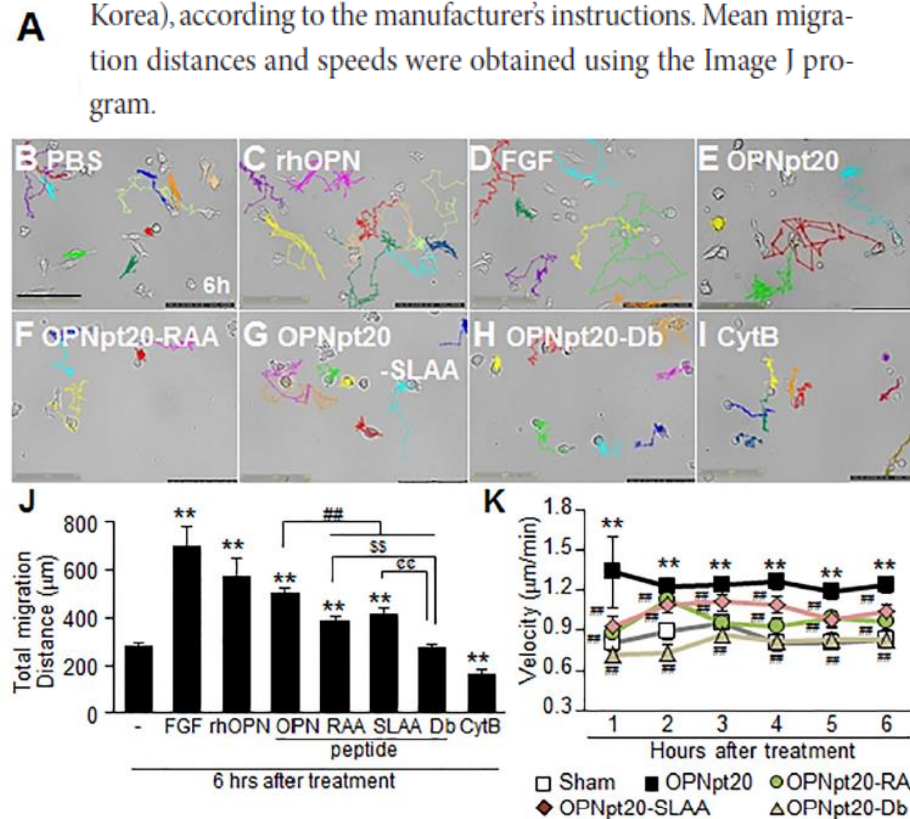 A
Korea), according to the manufacturer's instructions. Mean migra-
tion distances and speeds were obtained using the Image J pro-
gram.
B PBS
6h
C rhOPN
D FGF
E OPNpt20
F OPNpt20-RAA
G OPNpt20
-SLAA
H OPNpt20-Db
I CytB
J
Total migration
Distance (µm)
800
600
400
200
0
**
**
**
**
**
**
##
$$
¢¢
- FGF rhOPN OPN RAA SLAA Db CytB
peptide
6 hrs after treatment
K
Velocity (µm/min)
1.8
1.5
1.2
0.9
0.6
0.3
** ** ** ** ** **
## ## ## ## ## ##
## ## ## ## ## ##
## ## ## ## ## ##
1 2 3 4 5 6
Hours after treatment
Sham OPNpt20 OPNpt20-RA
OPNpt20-SLAA OPNpt20-Db